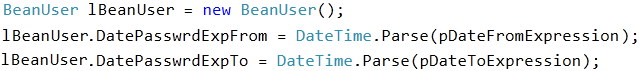 BeanUser lBeanUser = new BeanUser();
lBeanUser.DatePasswrdExpFrom = DateTime.Parse(pDateFromExpression);
lBeanUser.DatePasswrdExpTo = DateTime.Parse(pDateToExpression);